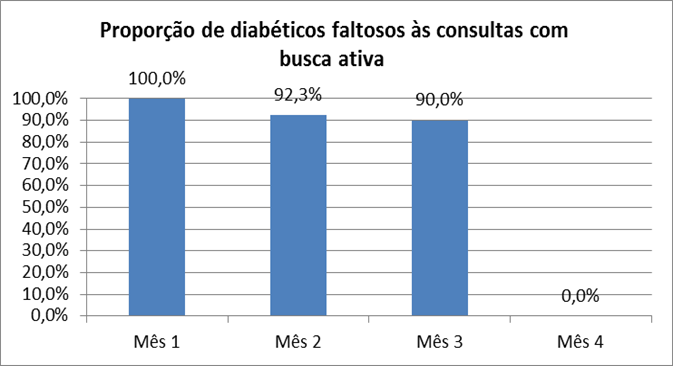 Proporção de diabéticos faltosos às consultas com
busca ativa
100,0%
92,3%
90,0%
0,0%
100,0%
90,0%
80,0%
70,0%
60,0%
50,0%
40,0%
30,0%
20,0%
10,0%
0,0%
Mês 1
Mês 2
Mês 3
Mês 4